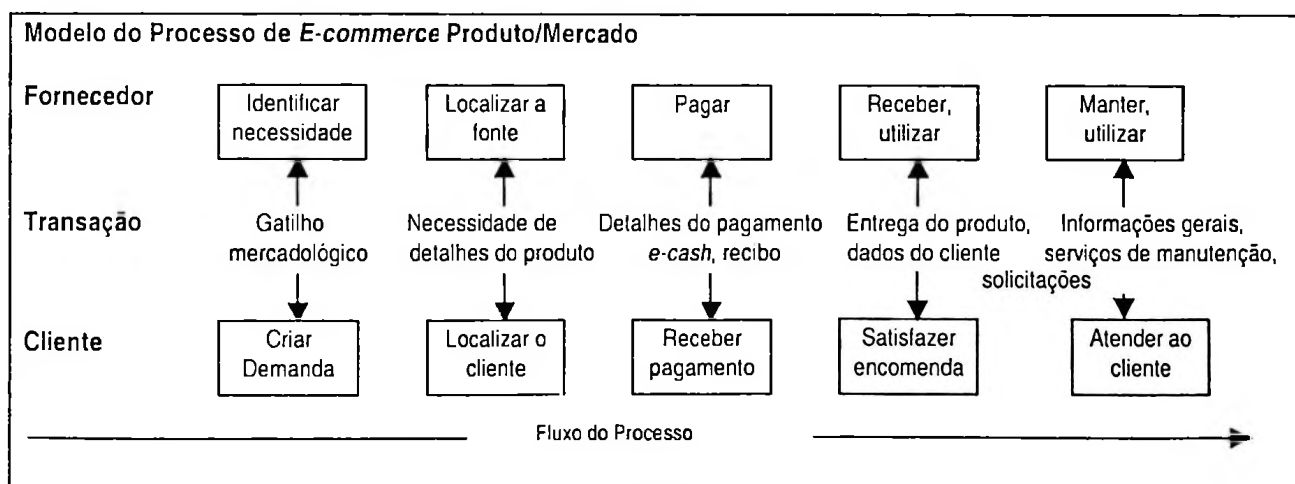 Modelo do Processo de E-commerce Produto/Mercado
Fornecedor
Identificar
necessidade
Localizar a
fonte
Pagar
Receber,
utilizar
Manter,
utilizar
Transação
Gatilho
mercadológico
Necessidade de
detalhes do produto
Detalhes do pagamento
e-cash, recibo
Entrega do produto,
dados do cliente
Informações gerais,
serviços de manutenção,
solicitações
Cliente
Criar
Demanda
Localizar o
cliente
Receber
pagamento
Satisfazer
encomenda
Atender ao
cliente
Fluxo do Processo